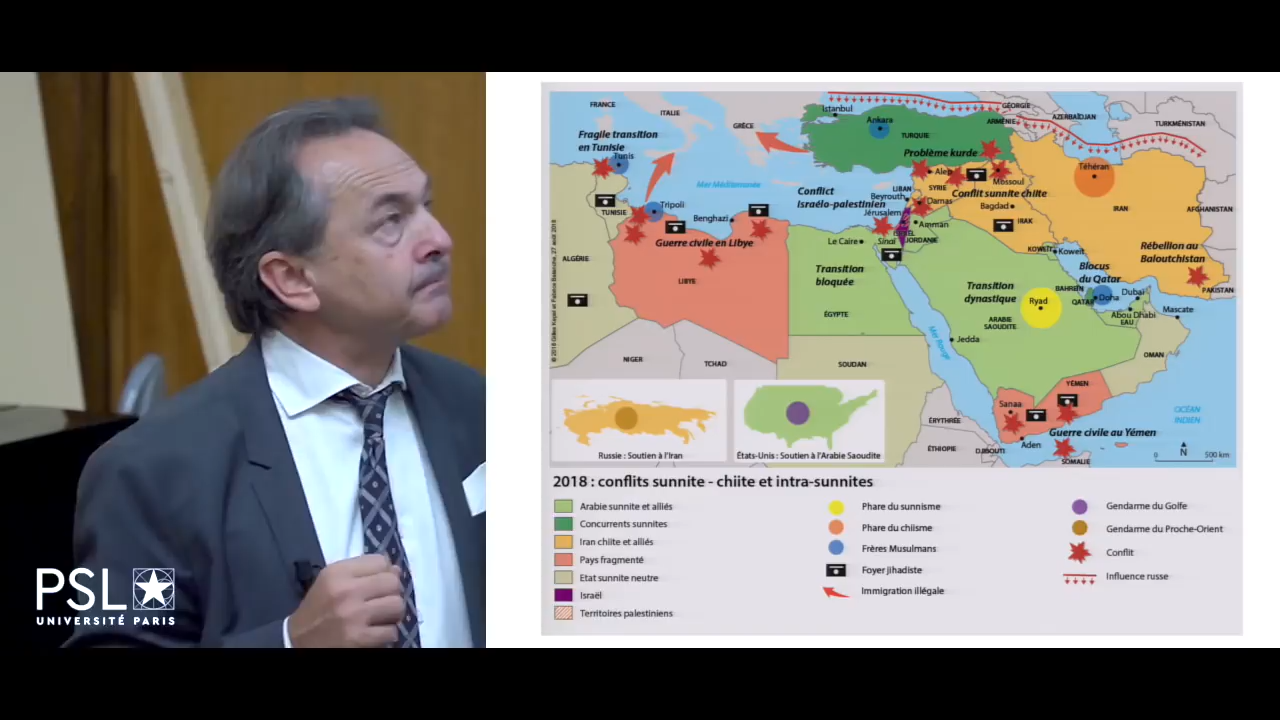 PSL
UNIVERSITÉ PARIS
FRANCE
ITALIE
GRÈCE
Istanbul
Ankara
TURQUIE
GÉORGIE
ARMÉNIE
AZERBAÏDJAN
TURKMÉNISTAN
Fragile transition
en Tunisie
Tunis
TUNISIE
Tripoli
Mer Méditerranée
Benghazi
Guerre civile en Libye
LIBYE
ALGÉRIE
Problème kurde
Alep
Mossoul
SYRIE
LIBAN
Beyrouth
Damas
Conflit sunnite chiite
Bagdad
IRAK
Téhéran
IRAN
AFGHANISTAN
Conflict
Israélo-palestinien
Jérusalem
Amman
ISRAËL
JORDANIE
Sinaï
Le Caire
KOWEÏT
Koweït
Rébellion au
Baloutchistan
PAKISTAN
Transition
bloquée
ÉGYPTE
Transition
dynastique
Ryad
ARABIE
SAOUDITE
Blocus
du Qatar
BAHREÏN
QATAR
Doha
Dubaï
Abou Dhabi
EAU
Mascate
OMAN
Jedda
Mer Rouge
NIGER
TCHAD
SOUDAN
ÉRYTHRÉE
ÉTHIOPIE
DJIBOUTI
SOMALIE
YÉMEN
Sanaa
Aden
Guerre civile au Yémen
OCÉAN
INDIEN
N
0
500 km
Russie : Soutien à l'Iran
États-Unis : Soutien à l'Arabie Saoudite
2018 : conflits sunnite - chiite et intra-sunnites
Arabie sunnite et alliés
Concurrents sunnites
Iran chiite et alliés
Pays fragmenté
Etat sunnite neutre
Israël
Territoires palestiniens
Phare du sunnisme
Phare du chiisme
Frères Musulmans
Foyer jihadiste
Immigration illégale
Gendarme du Golfe
Gendarme du Proche-Orient
Conflit
Influence russe